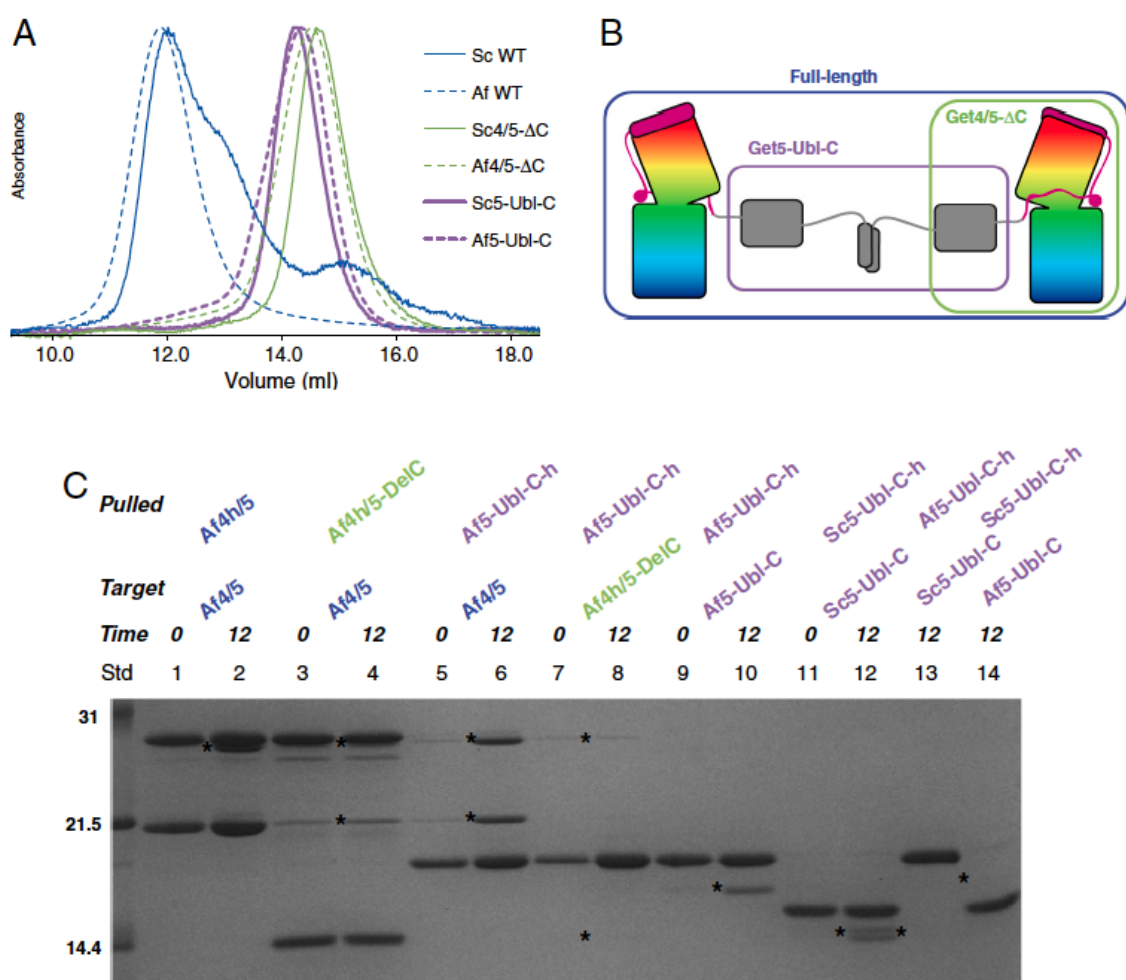 A
Absorbance
Sc WT
Af WT
Sc4/5-ΔC
Af4/5-ΔC
Sc5-Ubl-C
Af5-Ubl-C
10.0 12.0 14.0 16.0 18.0
Volume (ml)
B
Full-length
Get4/5-ΔC
Get5-Ubl-C
C
Pulled Af4h/5 Af4h/5-DelC Af5-Ubl-C-h Af5-Ubl-C-h Af5-Ubl-C-h Sc5-Ubl-C-h Af5-Ubl-C-h Sc5-Ubl-C-h
Target Af4/5 Af4/5 Af4/5 Af4h/5-DelC Af5-Ubl-C Sc5-Ubl-C Sc5-Ubl-C Af5-Ubl-C
Time 0 12 0 12 0 12 0 12 0 12 0 12 12 12
Std 1 2 3 4 5 6 7 8 9 10 11 12 13 14
31
* * * *
21.5
* *
* *
14.4
* * *